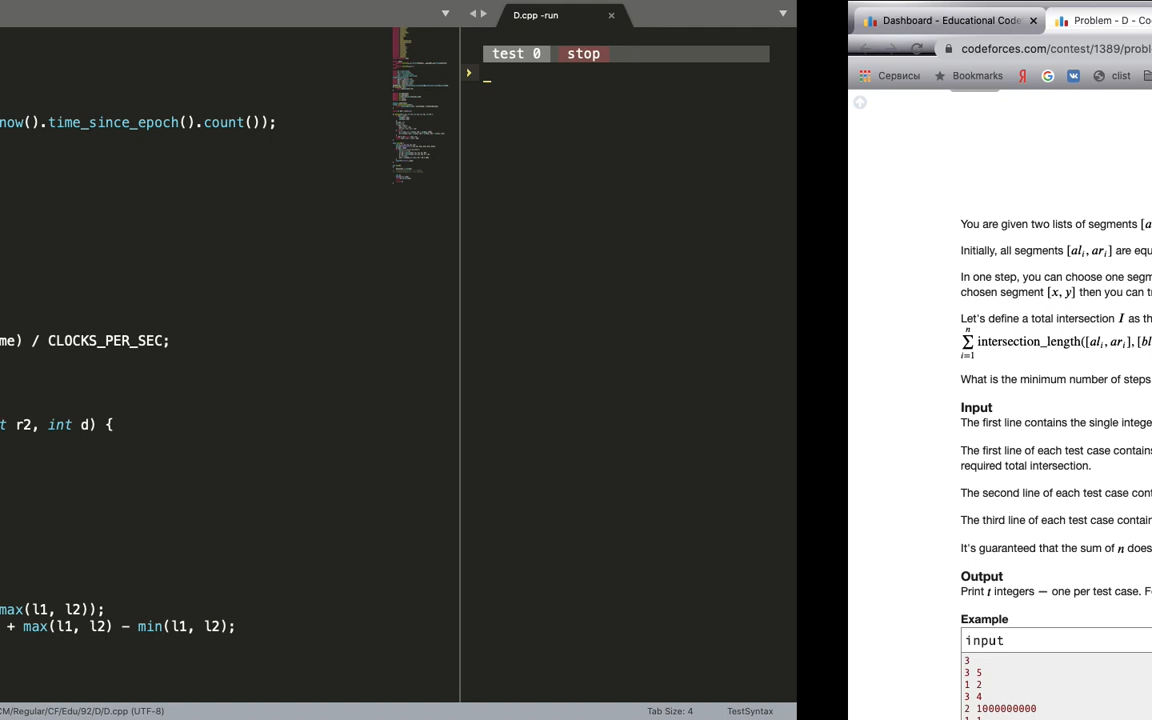 D.cpp -run
test 0 stop
now().time_since_epoch().count());
me) / CLOCKS_PER_SEC;
t r2, int d) {
max(l1, l2));
+ max(l1, l2) - min(l1, l2);
CM/Regular/CF/Edu/92/D/D.cpp (UTF-8)
Tab Size: 4
TestSyntax
Dashboard - Educational Code
Problem - D - Co
codeforces.com/contest/1389/proble
Сервисы
Bookmarks
Я
G
clist
You are given two lists of segments [a
Initially, all segments [al_i, ar_i] are equ
In one step, you can choose one segm
chosen segment [x, y] then you can t
Let's define a total intersection I as th
n
∑ intersection_length([al_i, ar_i], [bl
i=1
What is the minimum number of steps
Input
The first line contains the single intege
The first line of each test case contains
required total intersection.
The second line of each test case cont
The third line of each test case contain
It's guaranteed that the sum of n does
Output
Print t integers — one per test case. F
Example
input
3
3 5
1 2
3 4
2 1000000000